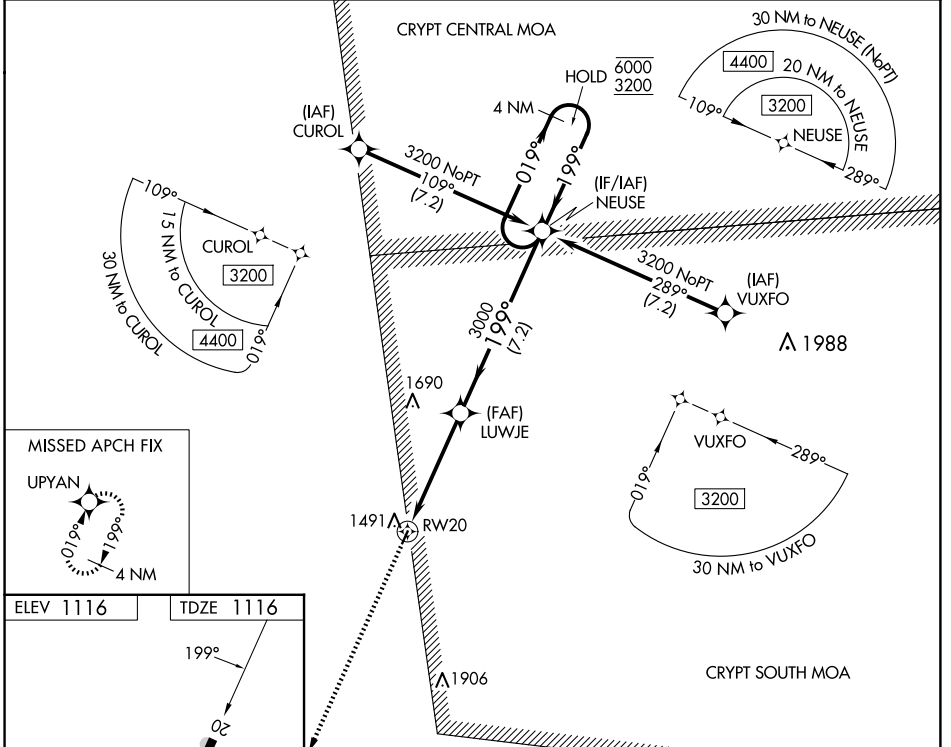 CRYPT CENTRAL MOA
30 NM to NEUSE (NoPT)
4400
20 NM to NEUSE
3200
109°
NEUSE
289°
HOLD
6000
3200
4 NM
019°
199°
(IAF)
CUROL
3200 NoPT
109°
(7.2)
(IF/IAF)
NEUSE
109°
CUROL
3200
15 NM to CUROL
30 NM to CUROL
4400
019°
3200 NoPT
289°
(7.2)
(IAF)
VUXFO
1988
3000
199°
(7.2)
1690
(FAF)
LUWJE
VUXFO
289°
019°
3200
30 NM to VUXFO
MISSED APCH FIX
UPYAN
019°
199°
4 NM
1491
RW20
ELEV 1116
TDZE 1116
199°
20
1906
CRYPT SOUTH MOA